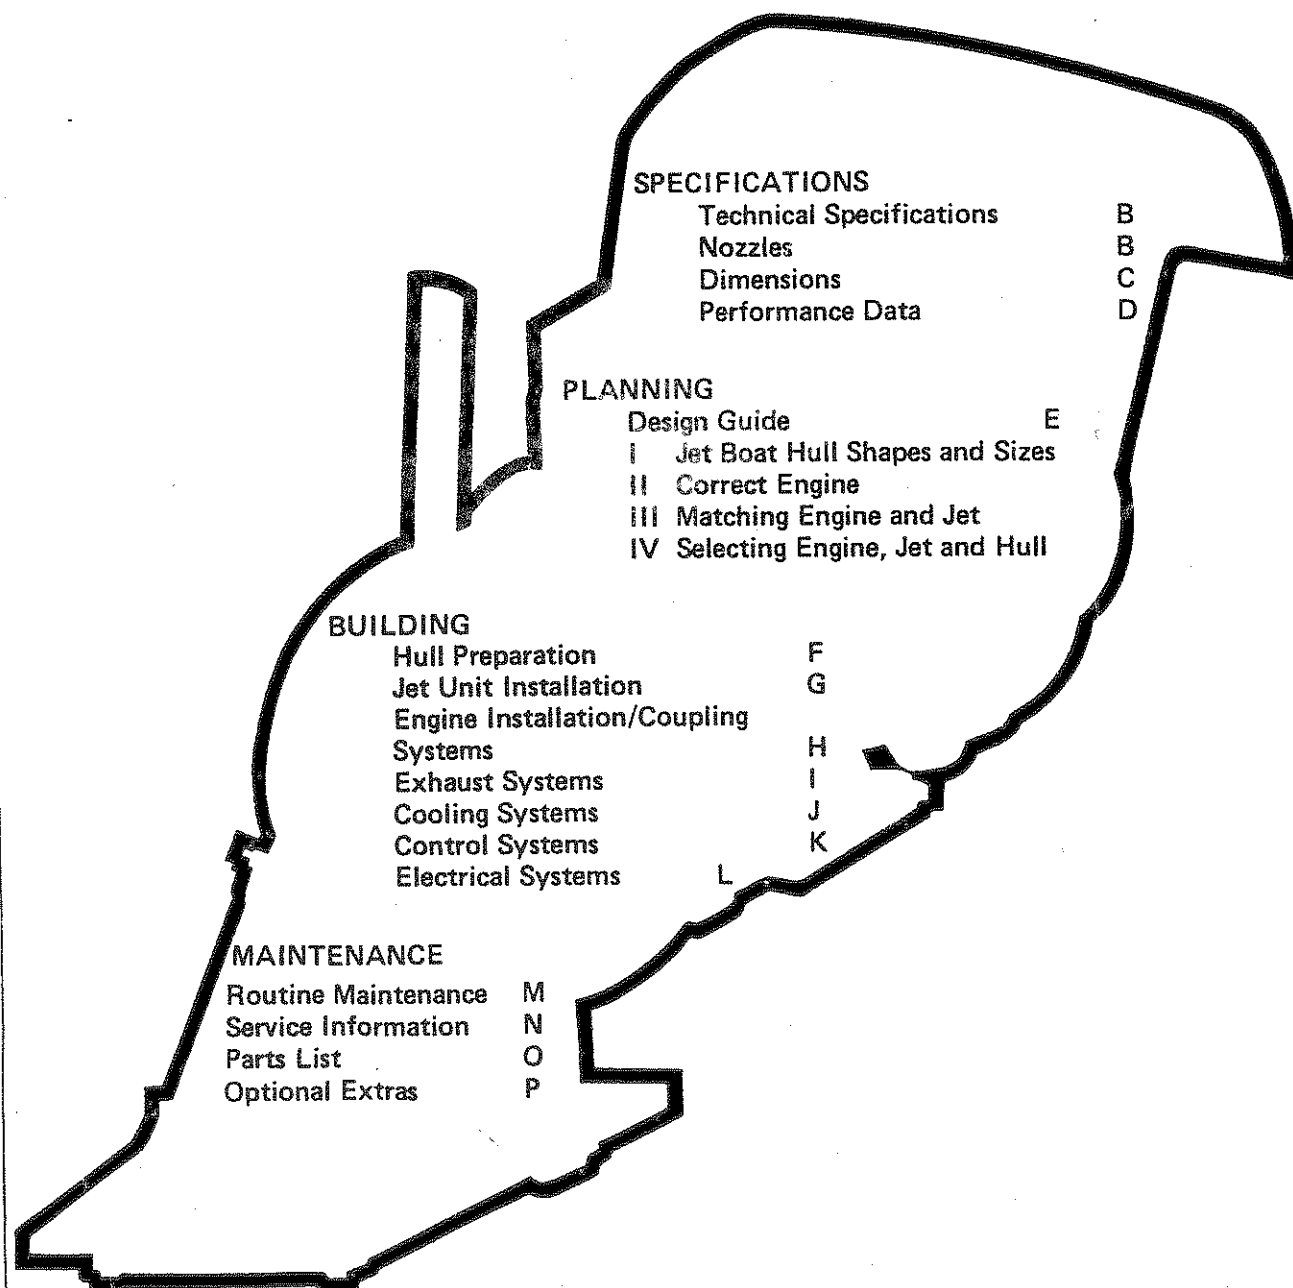 SPECIFICATIONS
Technical Specifications B
Nozzles B
Dimensions C
Performance Data D
PLANNING
Design Guide E
I Jet Boat Hull Shapes and Sizes
II Correct Engine
III Matching Engine and Jet
IV Selecting Engine, Jet and Hull
BUILDING
Hull Preparation F
Jet Unit Installation G
Engine Installation/Coupling
Systems H
Exhaust Systems I
Cooling Systems J
Control Systems K
Electrical Systems L
MAINTENANCE
Routine Maintenance M
Service Information N
Parts List O
Optional Extras P